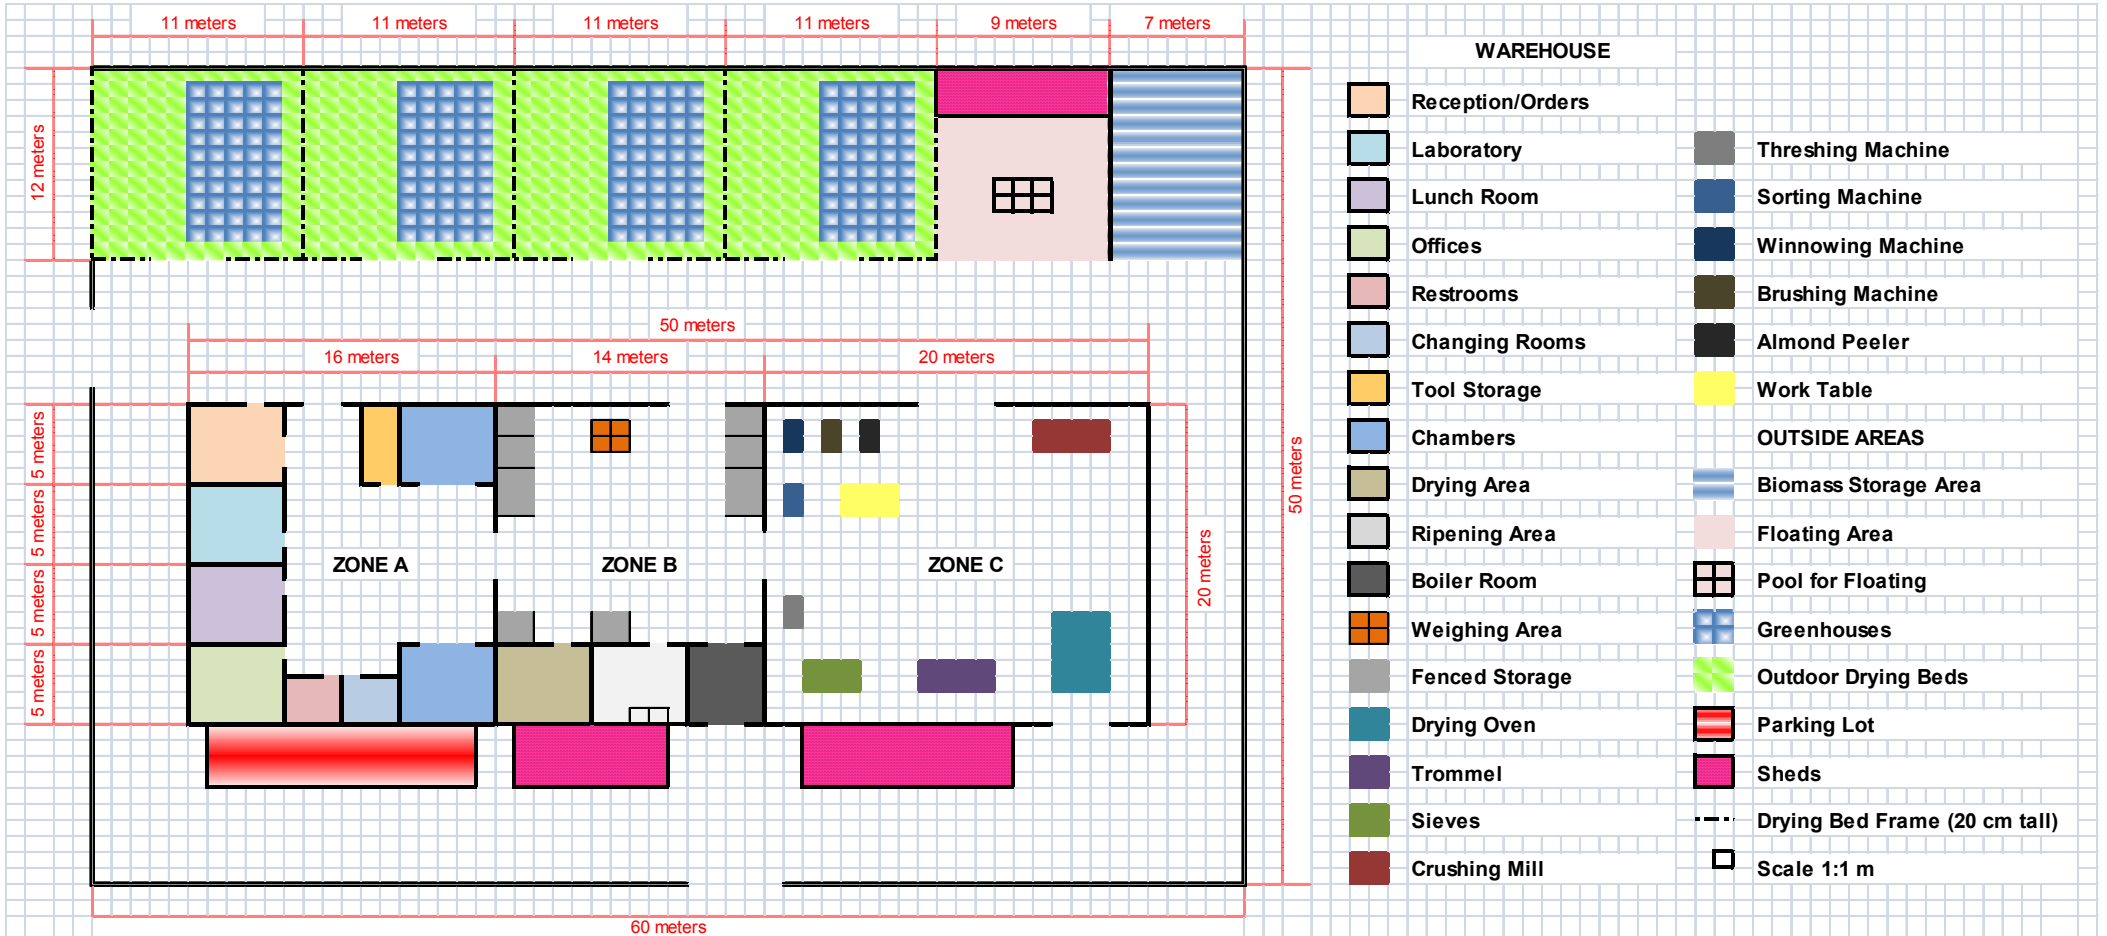 11 meters
11 meters
11 meters
11 meters
9 meters
7 meters
12 meters
50 meters
16 meters
14 meters
20 meters
5 meters
5 meters
5 meters
5 meters
ZONE A
ZONE B
ZONE C
20 meters
50 meters
60 meters
WAREHOUSE
Reception/Orders
Laboratory
Lunch Room
Offices
Restrooms
Changing Rooms
Tool Storage
Chambers
Drying Area
Ripening Area
Boiler Room
Weighing Area
Fenced Storage
Drying Oven
Trommel
Sieves
Crushing Mill
Threshing Machine
Sorting Machine
Winnowing Machine
Brushing Machine
Almond Peeler
Work Table
OUTSIDE AREAS
Biomass Storage Area
Floating Area
Pool for Floating
Greenhouses
Outdoor Drying Beds
Parking Lot
Sheds
Drying Bed Frame (20 cm tall)
Scale 1:1 m